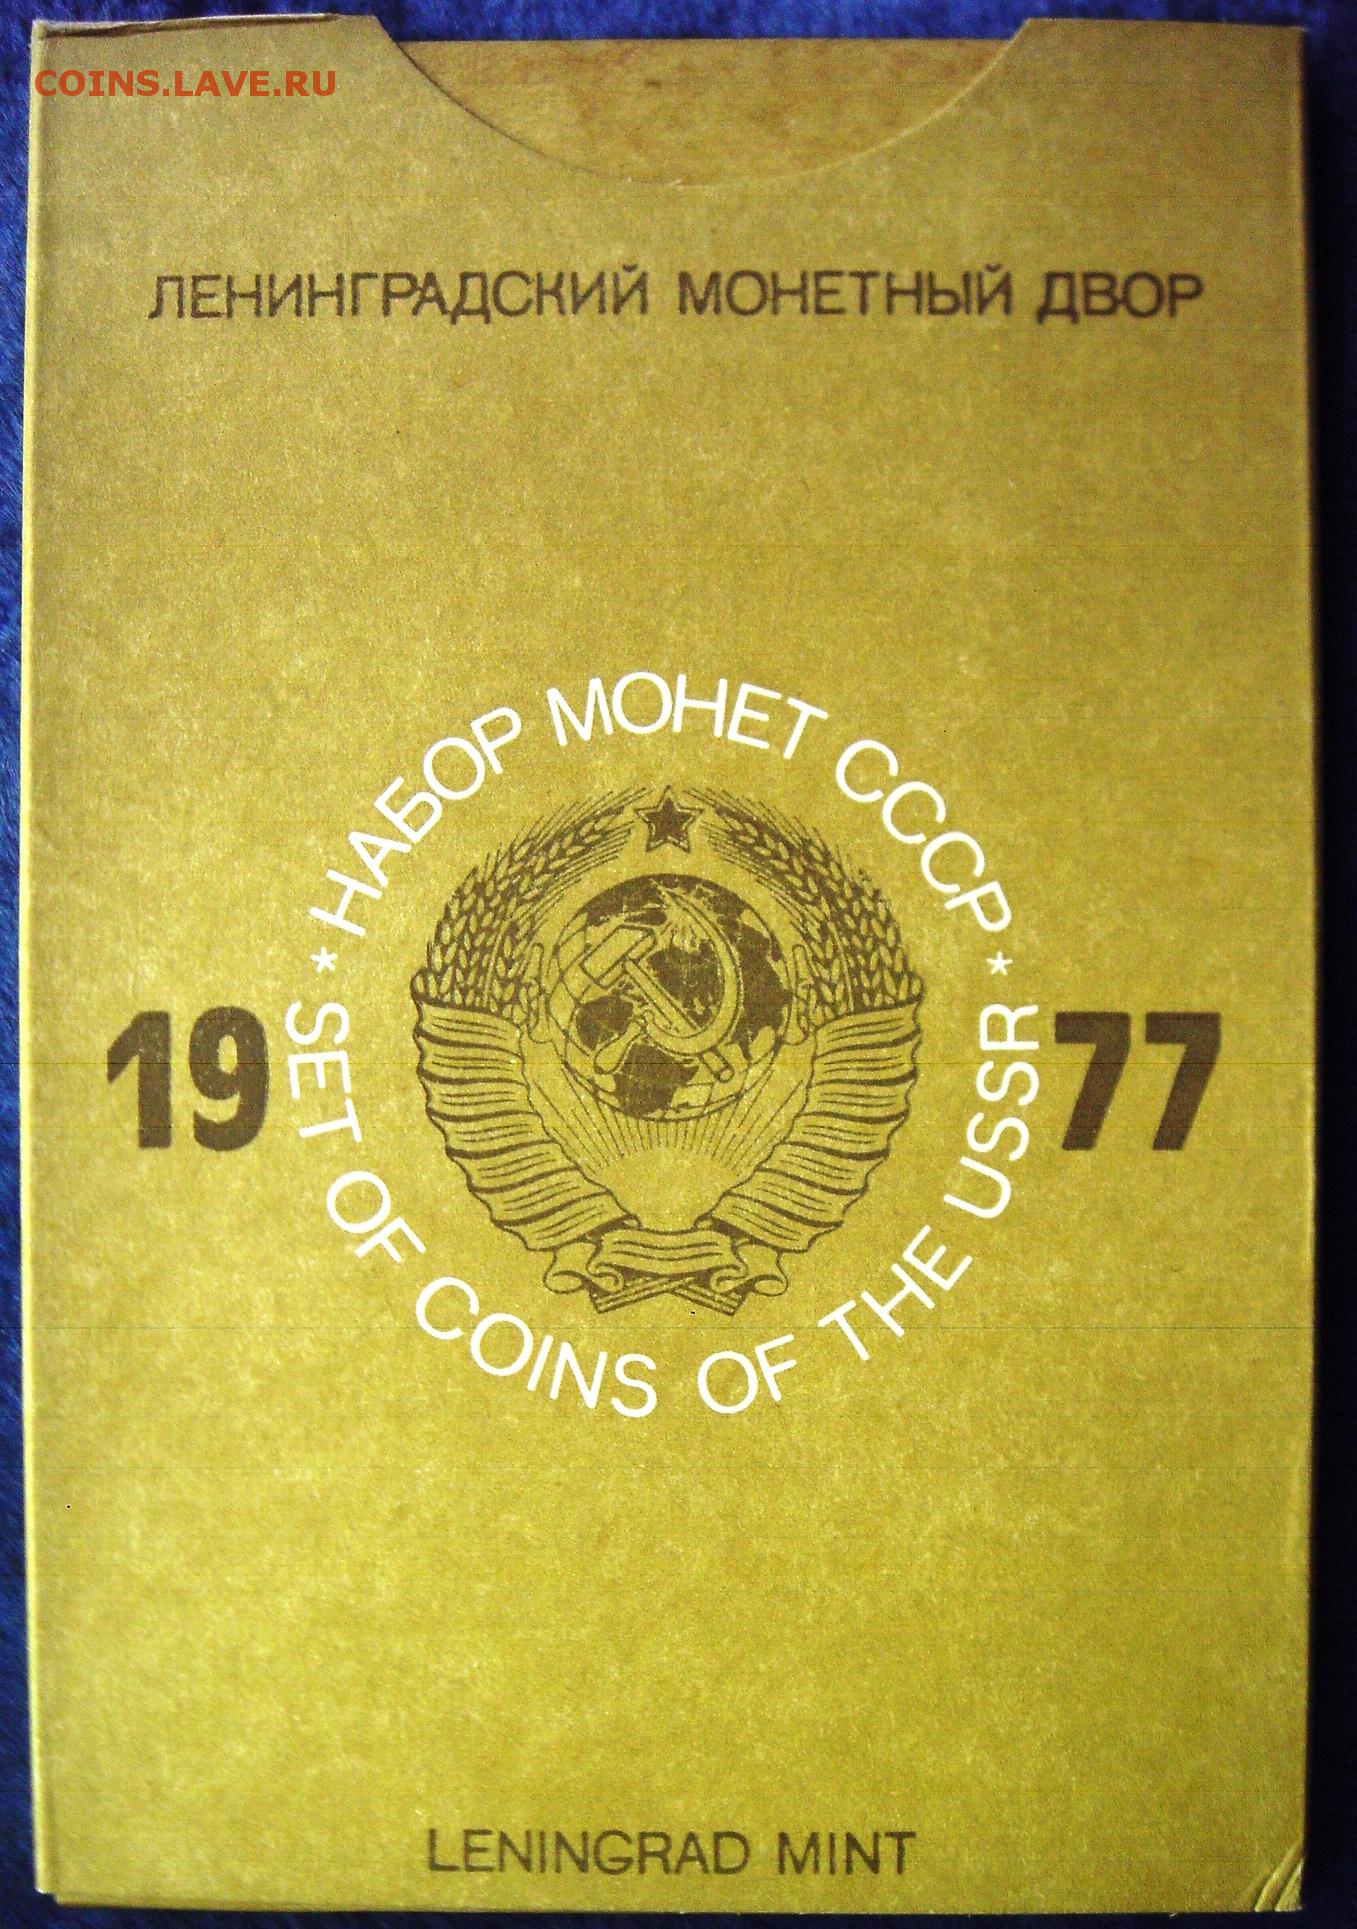 COINS.LAVE.RU
ЛЕНИНГРАДСКИЙ МОНЕТНЫЙ ДВОР
* НАБОР МОНЕТ СССР *
19
77
SET OF COINS OF THE USSR
LENINGRAD MINT